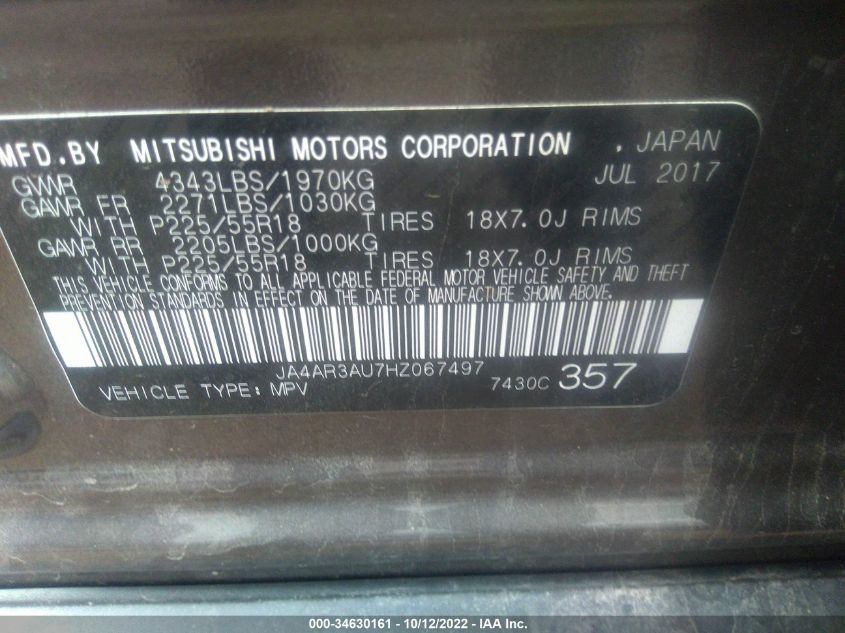 MFD.BY MITSUBISHI MOTORS CORPORATION . JAPAN
GVWR 4343LBS/1970KG JUL 2017
GAWR FR 2271LBS/1030KG
WITH P225/55R18 TIRES 18X7.0J RIMS
GAWR RR 2205LBS/1000KG
WITH P225/55R18 TIRES 18X7.0J RIMS
THIS VEHICLE CONFORMS TO ALL APPLICABLE FEDERAL MOTOR VEHICLE SAFETY AND THEFT
PREVENTION STANDARDS IN EFFECT ON THE DATE OF MANUFACTURE SHOWN ABOVE.
JA4AR3AU7HZ067497
VEHICLE TYPE: MPV 7430C 357
000-34630161 - 10/12/2022 - IAA Inc.